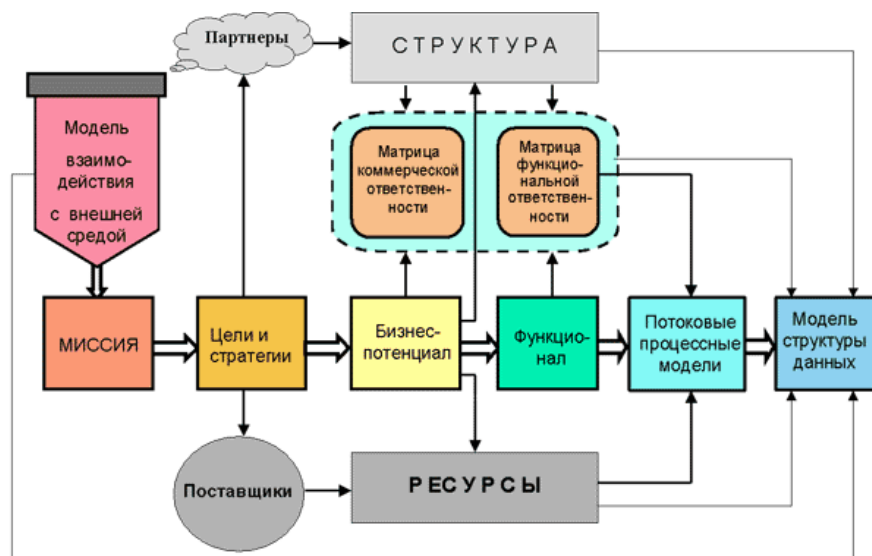 Партнеры
СТРУКТУРА
Модель
взаимо-
действия
с внешней
средой
Матрица
коммерческой
ответствен-
ности
Матрица
функцио-
нальной
ответствен-
ности
МИССИЯ
Цели и
стратегии
Бизнес-
потенциал
Функцио-
нал
Потоковые
процессные
модели
Модель
структуры
данных
Поставщики
РЕСУРСЫ